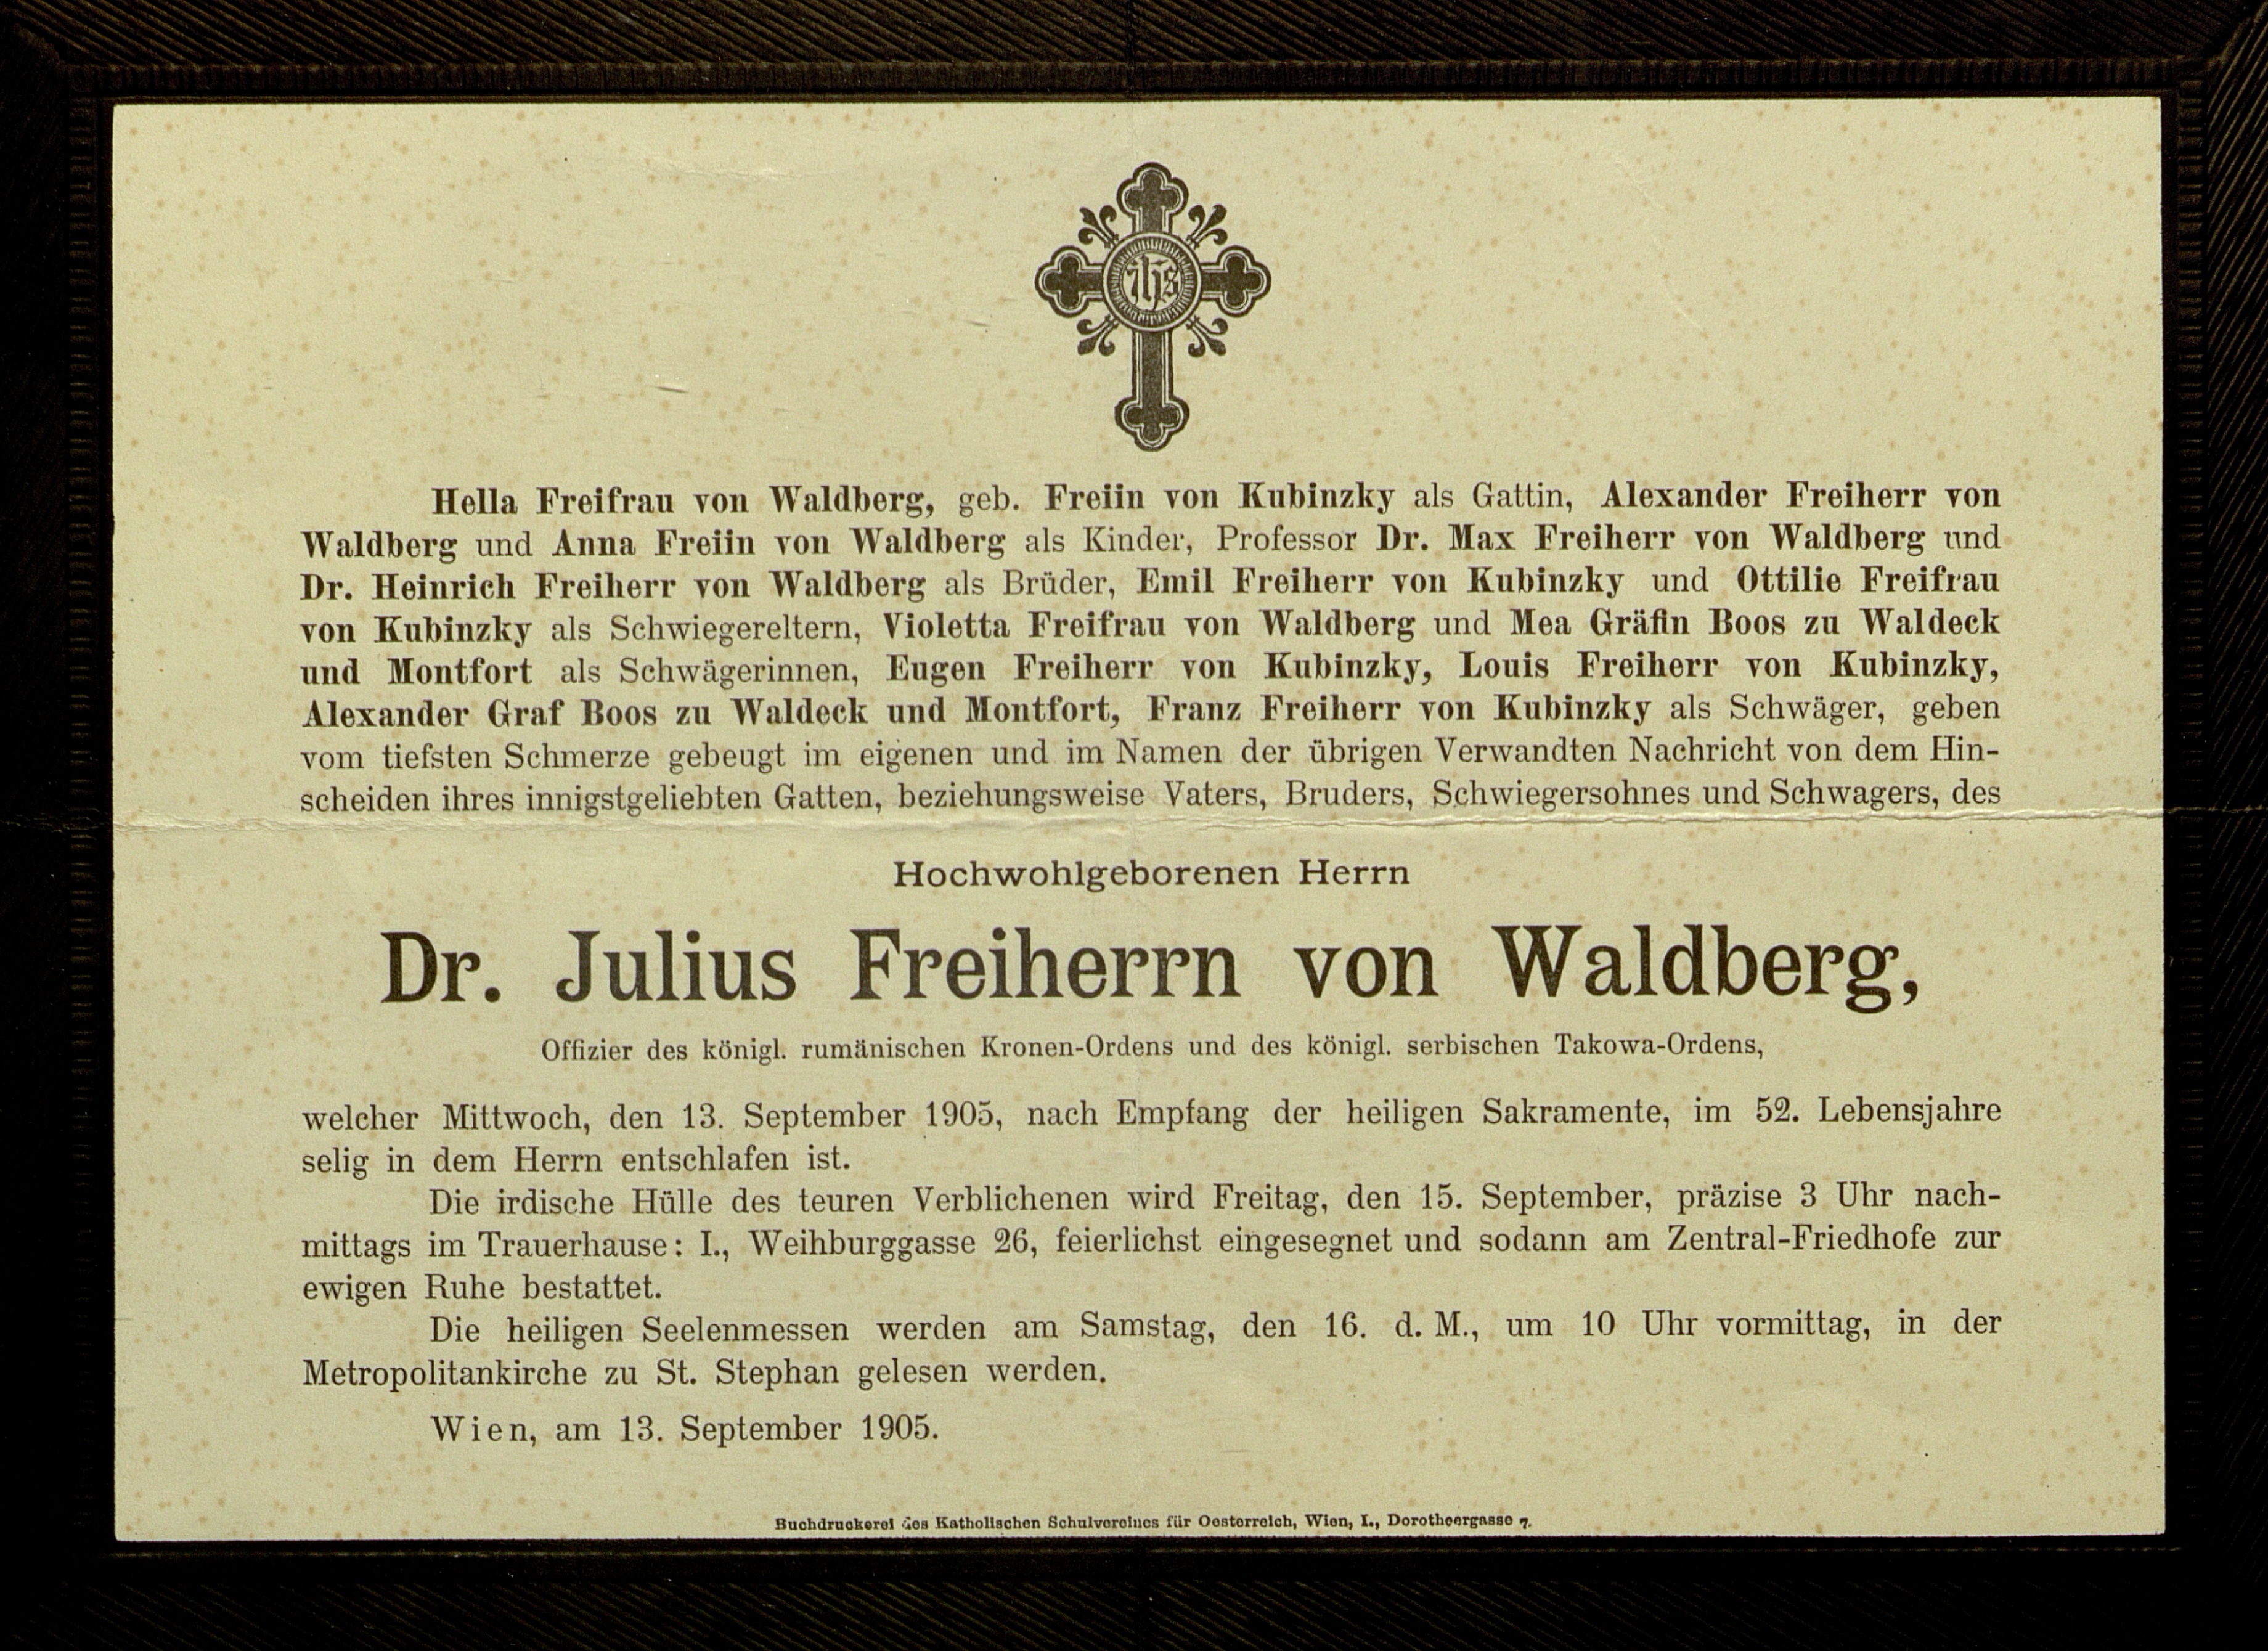 ihs
Hella Freifrau von Waldberg, geb. Freiin von Kubinzky als Gattin, Alexander Freiherr von
Waldberg und Anna Freiin von Waldberg als Kinder, Professor Dr. Max Freiherr von Waldberg und
Dr. Heinrich Freiherr von Waldberg als Brüder, Emil Freiherr von Kubinzky und Ottilie Freifrau
von Kubinzky als Schwiegereltern, Violetta Freifrau von Waldberg und Mea Gräfin Boos zu Waldeck
und Montfort als Schwägerinnen, Eugen Freiherr von Kubinzky, Louis Freiherr von Kubinzky,
Alexander Graf Boos zu Waldeck und Montfort, Franz Freiherr von Kubinzky als Schwäger, geben
vom tiefsten Schmerze gebeugt im eigenen und im Namen der übrigen Verwandten Nachricht von dem Hin-
scheiden ihres innigstgeliebten Gatten, beziehungsweise Vaters, Bruders, Schwiegersohnes und Schwagers, des
Hochwohlgeborenen Herrn
Dr. Julius Freiherrn von Waldberg,
Offizier des königl. rumänischen Kronen-Ordens und des königl. serbischen Takowa-Ordens,
welcher Mittwoch, den 13. September 1905, nach Empfang der heiligen Sakramente, im 52. Lebensjahre
selig in dem Herrn entschlafen ist.
Die irdische Hülle des teuren Verblichenen wird Freitag, den 15. September, präzise 3 Uhr nach-
mittags im Trauerhause: I., Weihburggasse 26, feierlichst eingesegnet und sodann am Zentral-Friedhofe zur
ewigen Ruhe bestattet.
Die heiligen Seelenmessen werden am Samstag, den 16. d. M., um 10 Uhr vormittag, in der
Metropolitankirche zu St. Stephan gelesen werden.
Wien, am 13. September 1905.
Buchdruckerei des Katholischen Schulvereines für Oesterreich, Wien, I., Dorotheergasse 7.